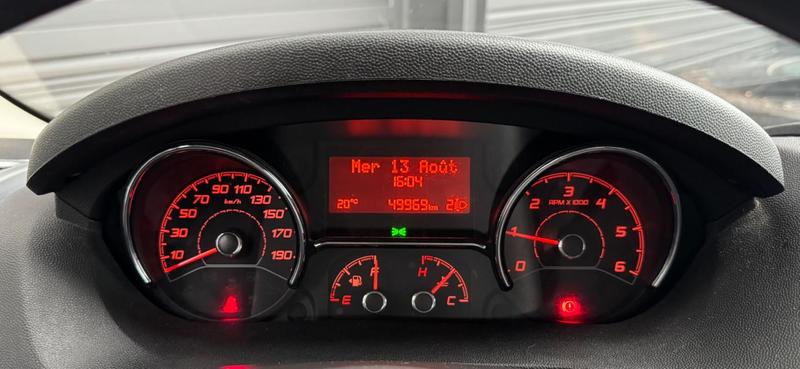 10 30 50 70 90 110 130 150 170 190
km/h
Mer 13 Août
16:04
20°c 49969km 2
E F
H C
0 1 2 3 4 5 6
RPM X 1000